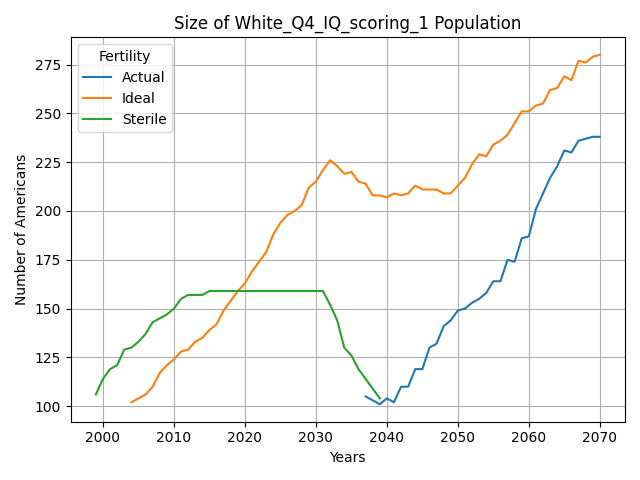 Size of White_Q4_IQ_scoring_1 Population
Fertility
Actual
Ideal
Sterile
Number of Americans
275
250
225
200
175
150
125
100
2000 2010 2020 2030 2040 2050 2060 2070
Years